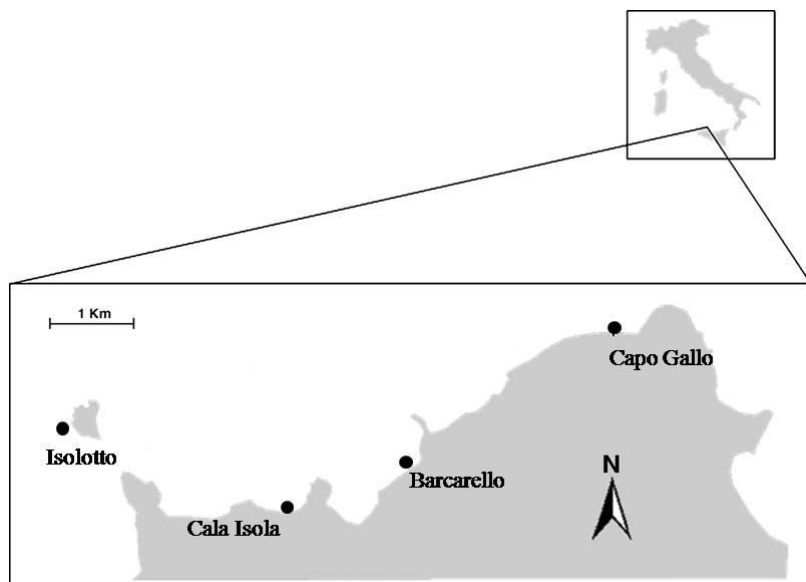 1 Km
Capo Gallo
Isolotto
Barcarello
N
Cala Isola